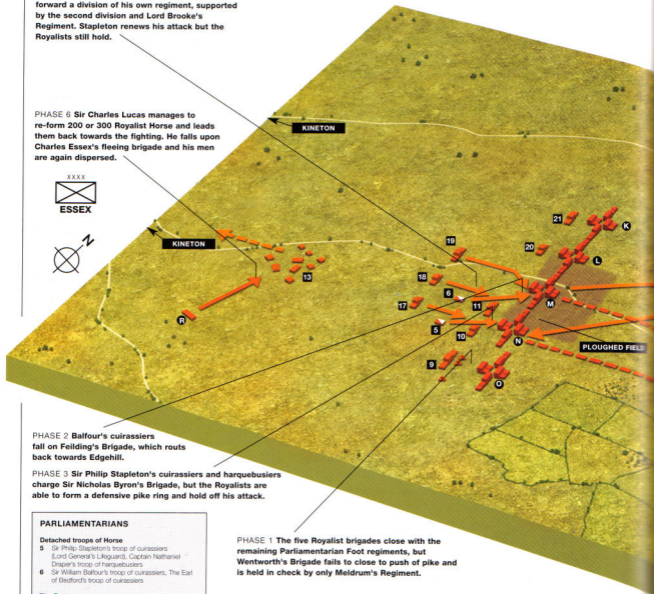 forward a division of his own regiment, supported
by the second division and Lord Brooke's
Regiment. Stapleton renews his attack but the
Royalists still hold.
PHASE 6 Sir Charles Lucas manages to
re-form 200 or 300 Royalist Horse and leads
them back towards the fighting. He falls upon
Charles Essex's fleeing brigade and his men
are again dispersed.
XXXX
ESSEX
N
KINETON
KINETON
13
R
21
K
20
L
19
18
6
M
17
11
5
10
N
PLOUGHED FIELD
9
O
PHASE 2 Balfour's cuirassiers
fall on Feilding's Brigade, which routs
back towards Edgehill.
PHASE 3 Sir Philip Stapleton's cuirassiers and harquebusiers
charge Sir Nicholas Byron's Brigade, but the Royalists are
able to form a defensive pike ring and hold off his attack.
PHASE 1 The five Royalist brigades close with the
remaining Parliamentarian Foot regiments, but
Wentworth's Brigade fails to close to push of pike and
is held in check by only Meldrum's Regiment.
PARLIAMENTARIANS
Detached troops of Horse
5 Sir Philip Stapleton's troop of cuirassiers
(Lord General's Lifeguard), Captain Nathaniel
Draper's troop of harquebusiers
6 Sir William Balfour's troop of cuirassiers, The Earl
of Bedford's troop of cuirassiers